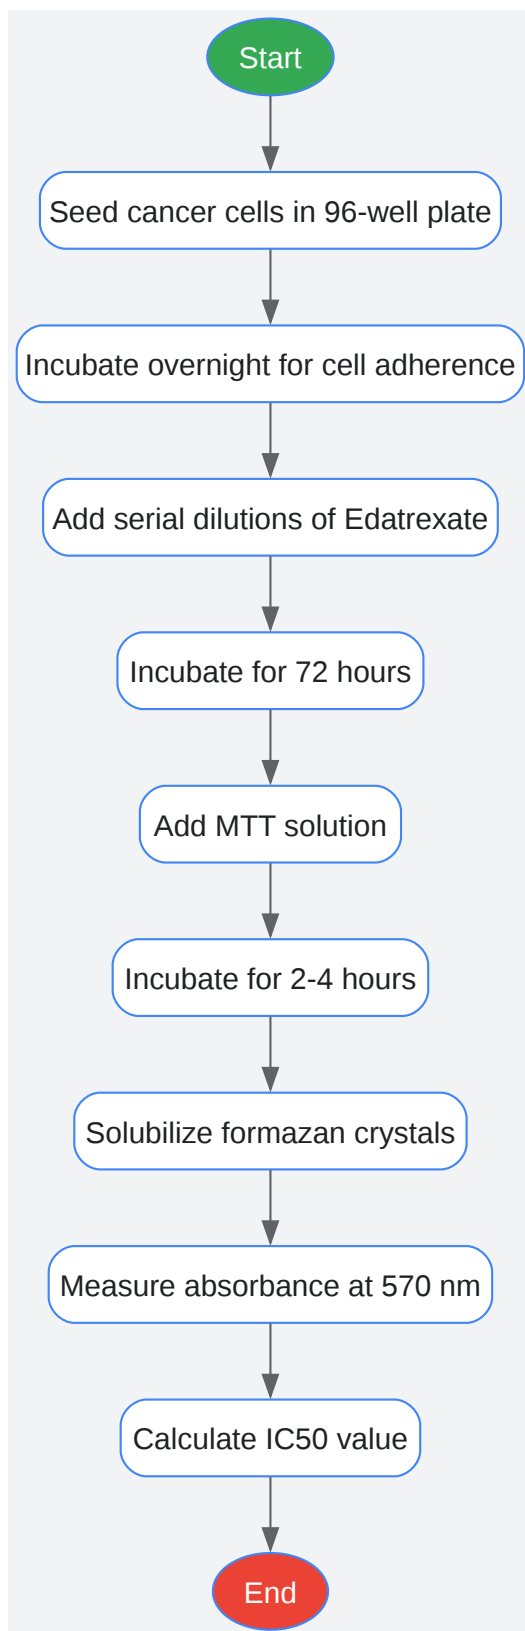 Start
Seed cancer cells in 96-well plate
Incubate overnight for cell adherence
Add serial dilutions of Edatrexate
Incubate for 72 hours
Add MTT solution
Incubate for 2-4 hours
Solubilize formazan crystals
Measure absorbance at 570 nm
Calculate IC50 value
End